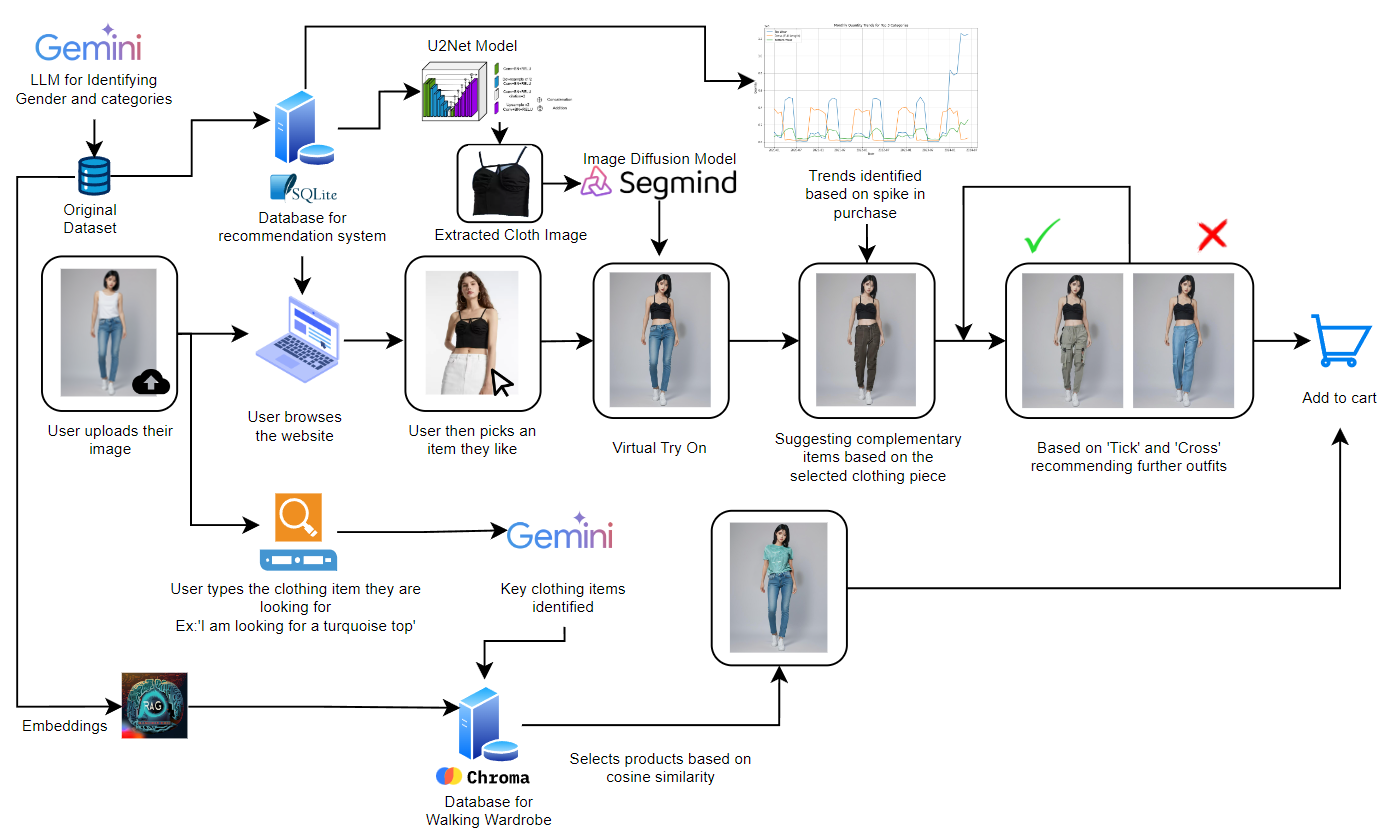 Gemini
LLM for Identifying
Gender and categories
Original
Dataset
SQLite
Database for
recommendation system
U2Net Model
Extracted Cloth Image
Image Diffusion Model
Segmind
Monthly Quantity Trends for Top 3 Categories
Trends identified
based on spike in
purchase
User uploads their
image
User browses
the website
User then picks an
item they like
Virtual Try On
Suggesting complementary
items based on the
selected clothing piece
Based on 'Tick' and 'Cross'
recommending further outfits
Add to cart
User types the clothing item they are
looking for
Ex:'I am looking for a turquoise top'
Gemini
Key clothing items
identified
Embeddings
RAG
Chroma
Database for
Walking Wardrobe
Selects products based on
cosine similarity